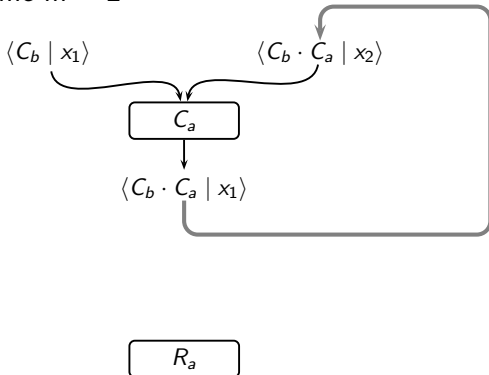 ⟨C_b | x_1⟩ ⟨C_b · C_a | x_2⟩
C_a
⟨C_b · C_a | x_1⟩
R_a